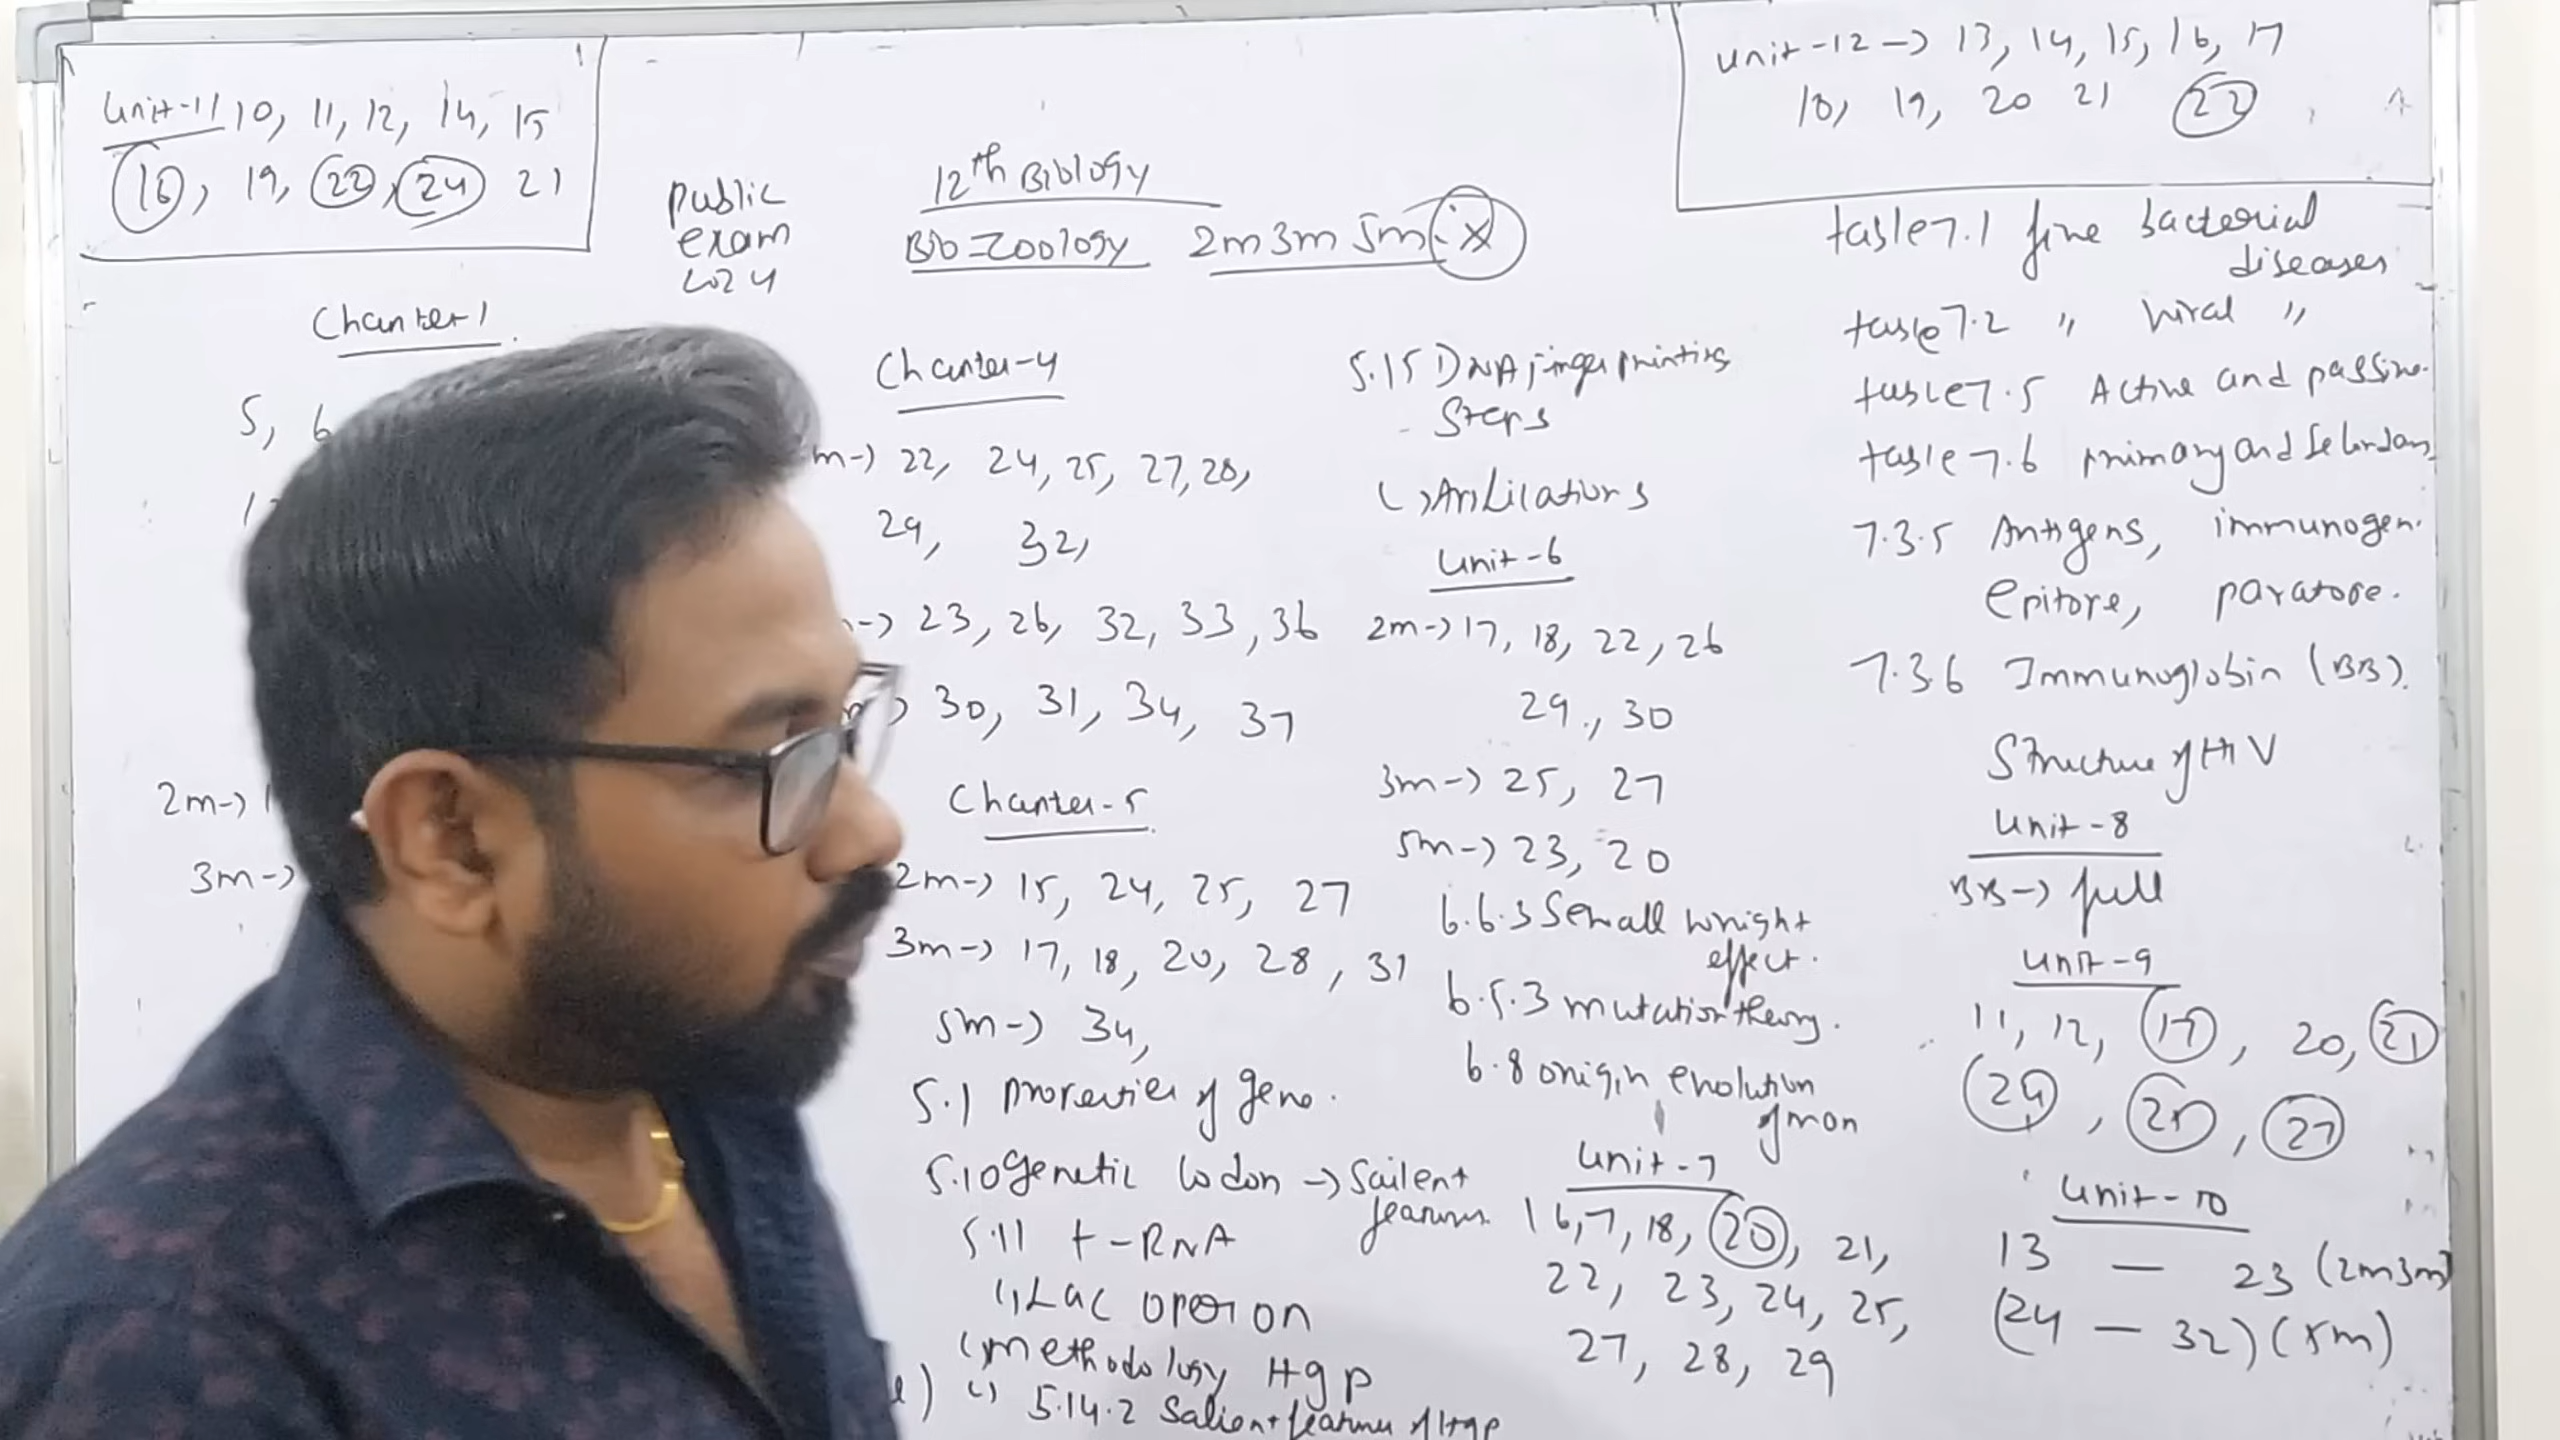 Unit-11 10, 11, 12, 14, 15
16, 19, 22, 24 21
public
exam
2024
12th Biology
Bio-Zoology 2m 3m 5m
Unit-12 -> 13, 14, 15, 16, 17
18, 19, 20 21 22
Chapter-1
5, 6
2m->
3m->
Chapter-4
m-> 22, 24, 25, 27, 28,
29, 32,
-> 23, 26, 32, 33, 36
30, 31, 34, 37
Chapter-5
2m-> 15, 24, 25, 27
3m-> 17, 18, 20, 28, 31
5m-> 34,
5.1 properties of gene.
5.10 genetic codon -> Sailent
features
5.11 t-RNA
Lac operon
methodology Hgp
5.14.2 Salient features of Hgp
5.15 DNA finger printing
- Steps
Applications
Unit-6
2m-> 17, 18, 22, 26
29, 30
3m-> 25, 27
5m-> 23, 20
6.6.3 Sewall wright
effect.
6.5.3 mutation theory.
6.8 origin evolution
of man
Unit-7
16, 7, 18, 20, 21,
22, 23, 24, 25,
27, 28, 29
table 7.1 five bacterial
diseases
table 7.2 " viral "
table 7.5 Active and passive.
table 7.6 primary and Secondary
7.3.5 Antigens, immunogen.
Epitope, paratope.
7.3.6 Immunoglobin (BB).
Structure of HIV
Unit-8
BB-> full
Unit-9
11, 12, 17, 20, 21
24, 25, 27
Unit-10
13 — 23 (2m3m)
(24 — 32) (5m)